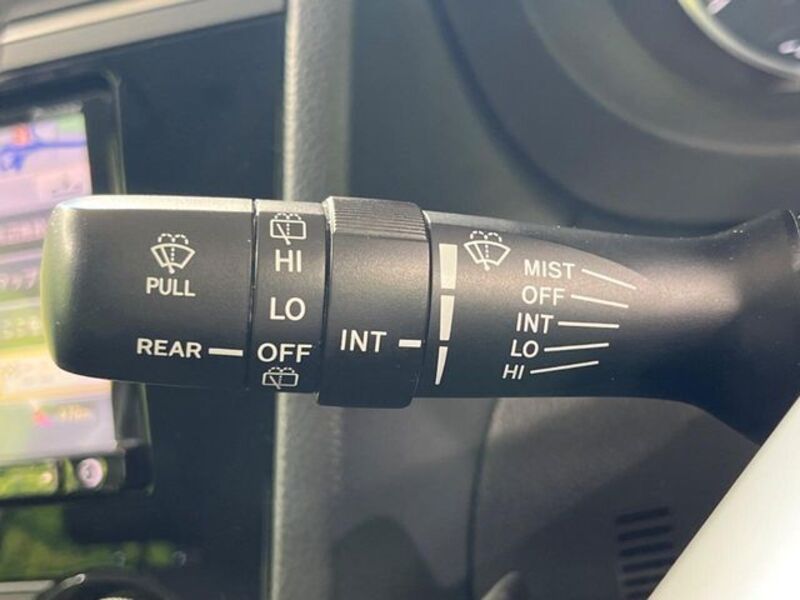 PULL
REAR
HI
LO
OFF
INT
MIST
OFF
INT
LO
HI